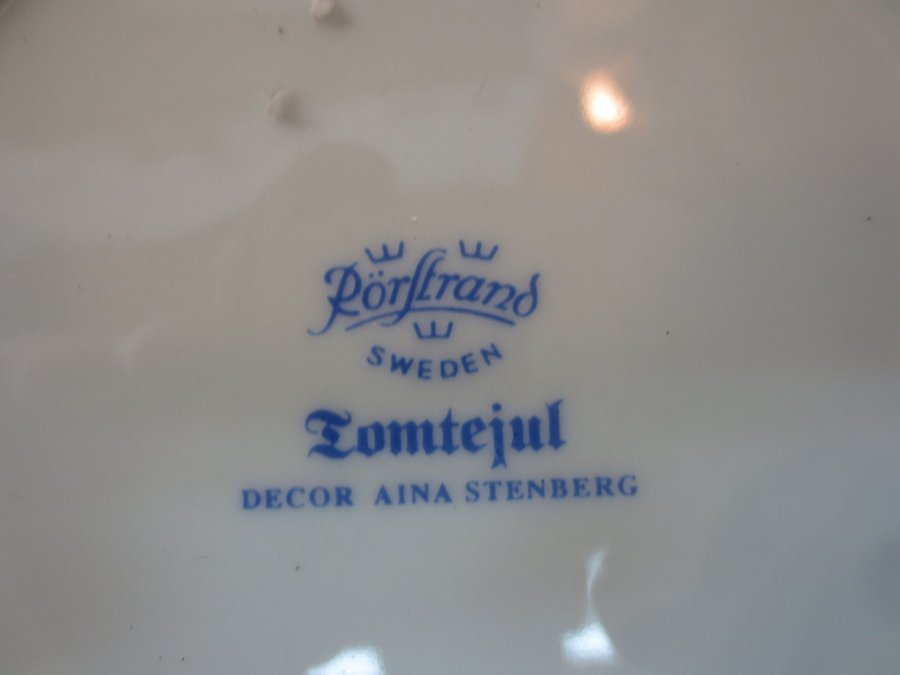 Rörstrand
SWEDEN
Tomtejul
DECOR AINA STENBERG